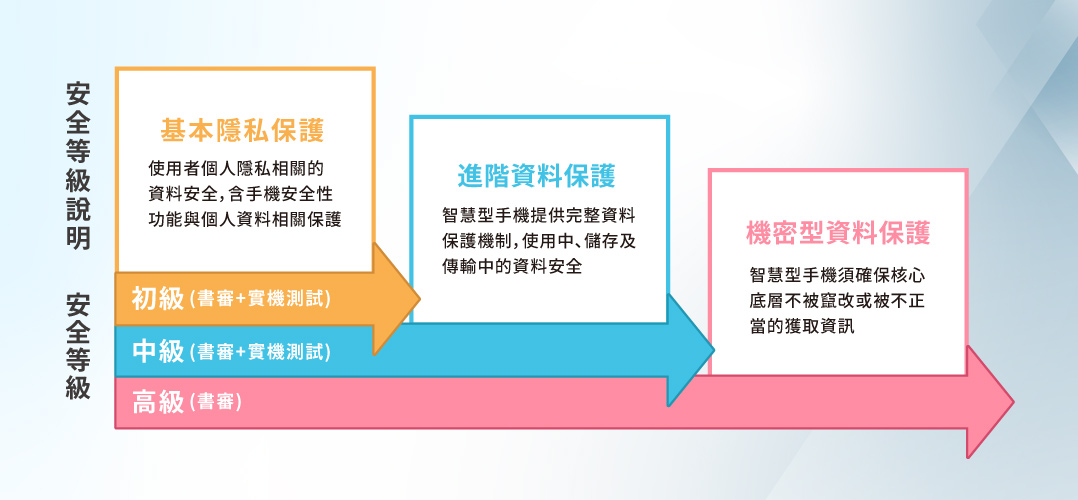 安全等級說明
基本隱私保護
使用者個人隱私相關的
資料安全，含手機安全性
功能與個人資料相關保護
進階資料保護
智慧型手機提供完整資料
保護機制，使用中、儲存及
傳輸中的資料安全
機密型資料保護
智慧型手機須確保核心
底層不被竄改或被不正
當的獲取資訊
安全等級
初級(書審+實機測試)
中級(書審+實機測試)
高級(書審)